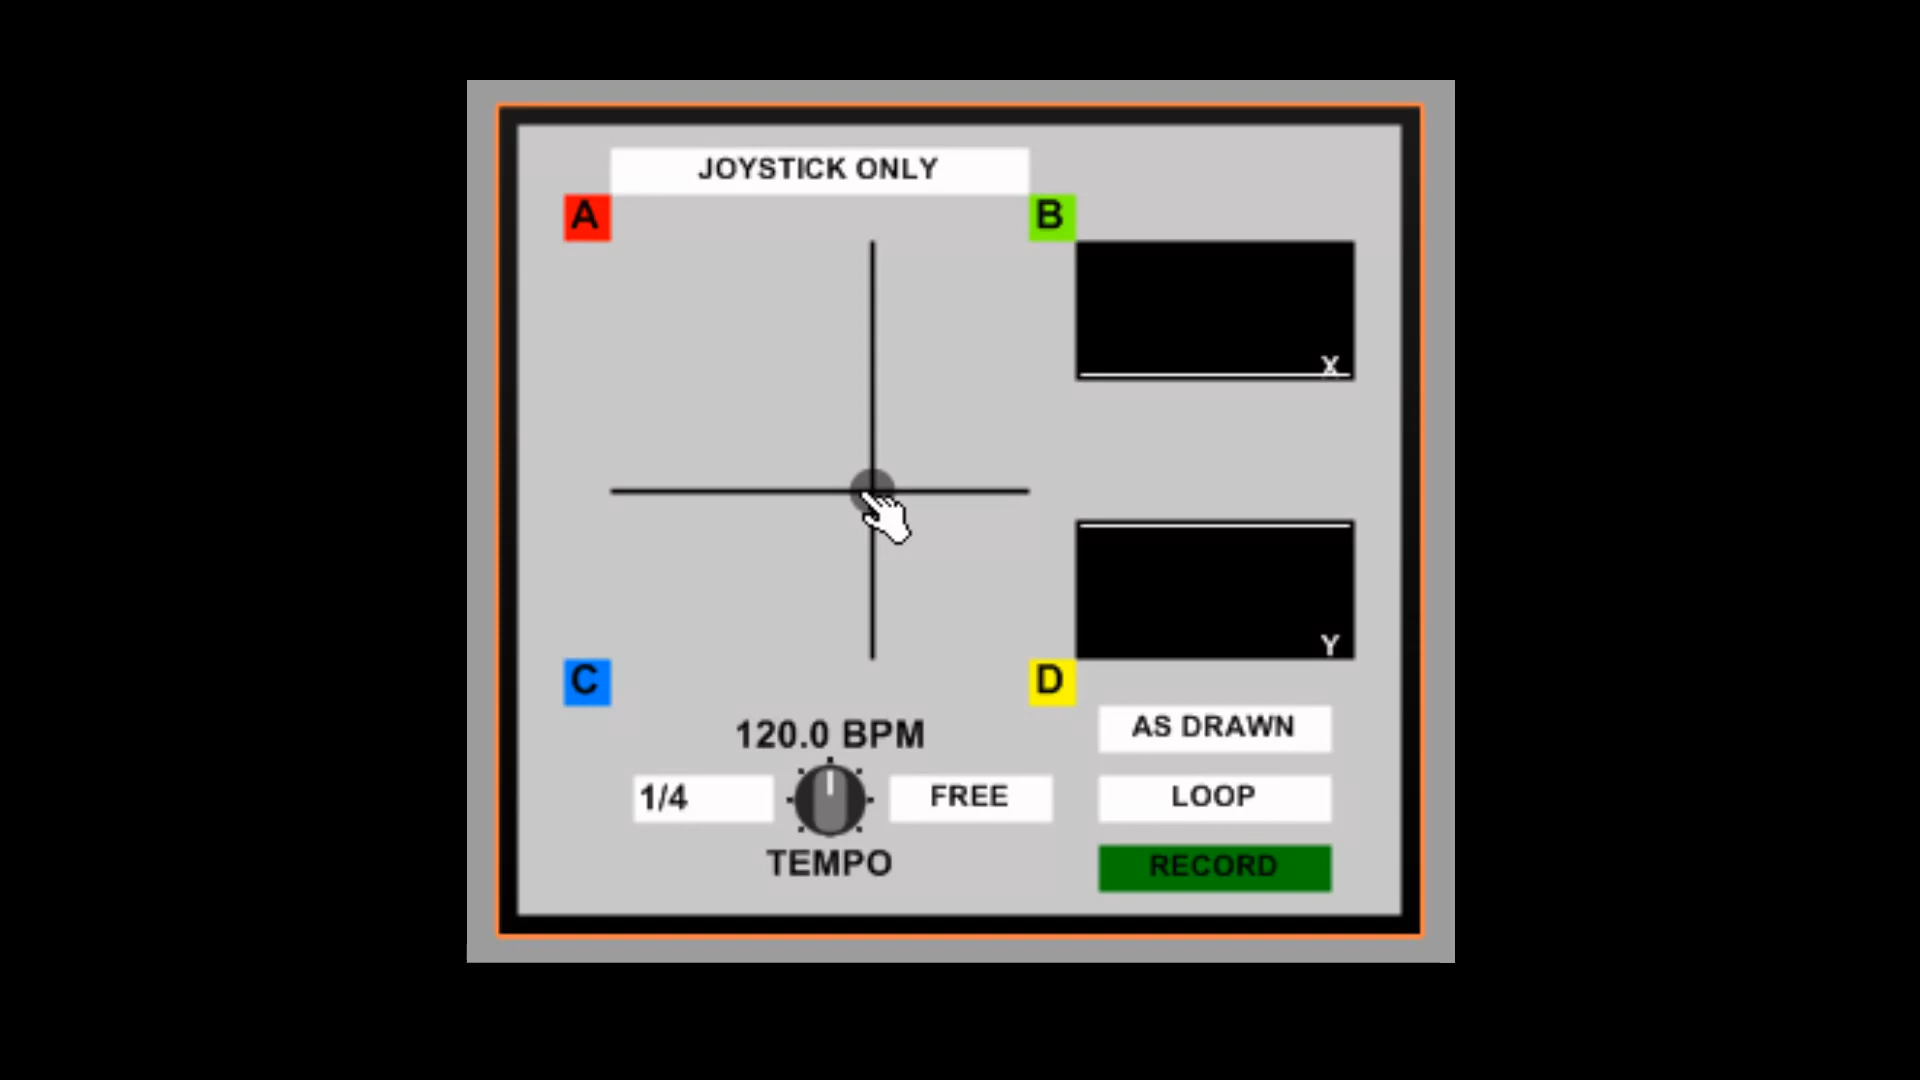 JOYSTICK ONLY
A
B
X
Y
C
D
120.0 BPM
AS DRAWN
1/4
FREE
LOOP
TEMPO
RECORD